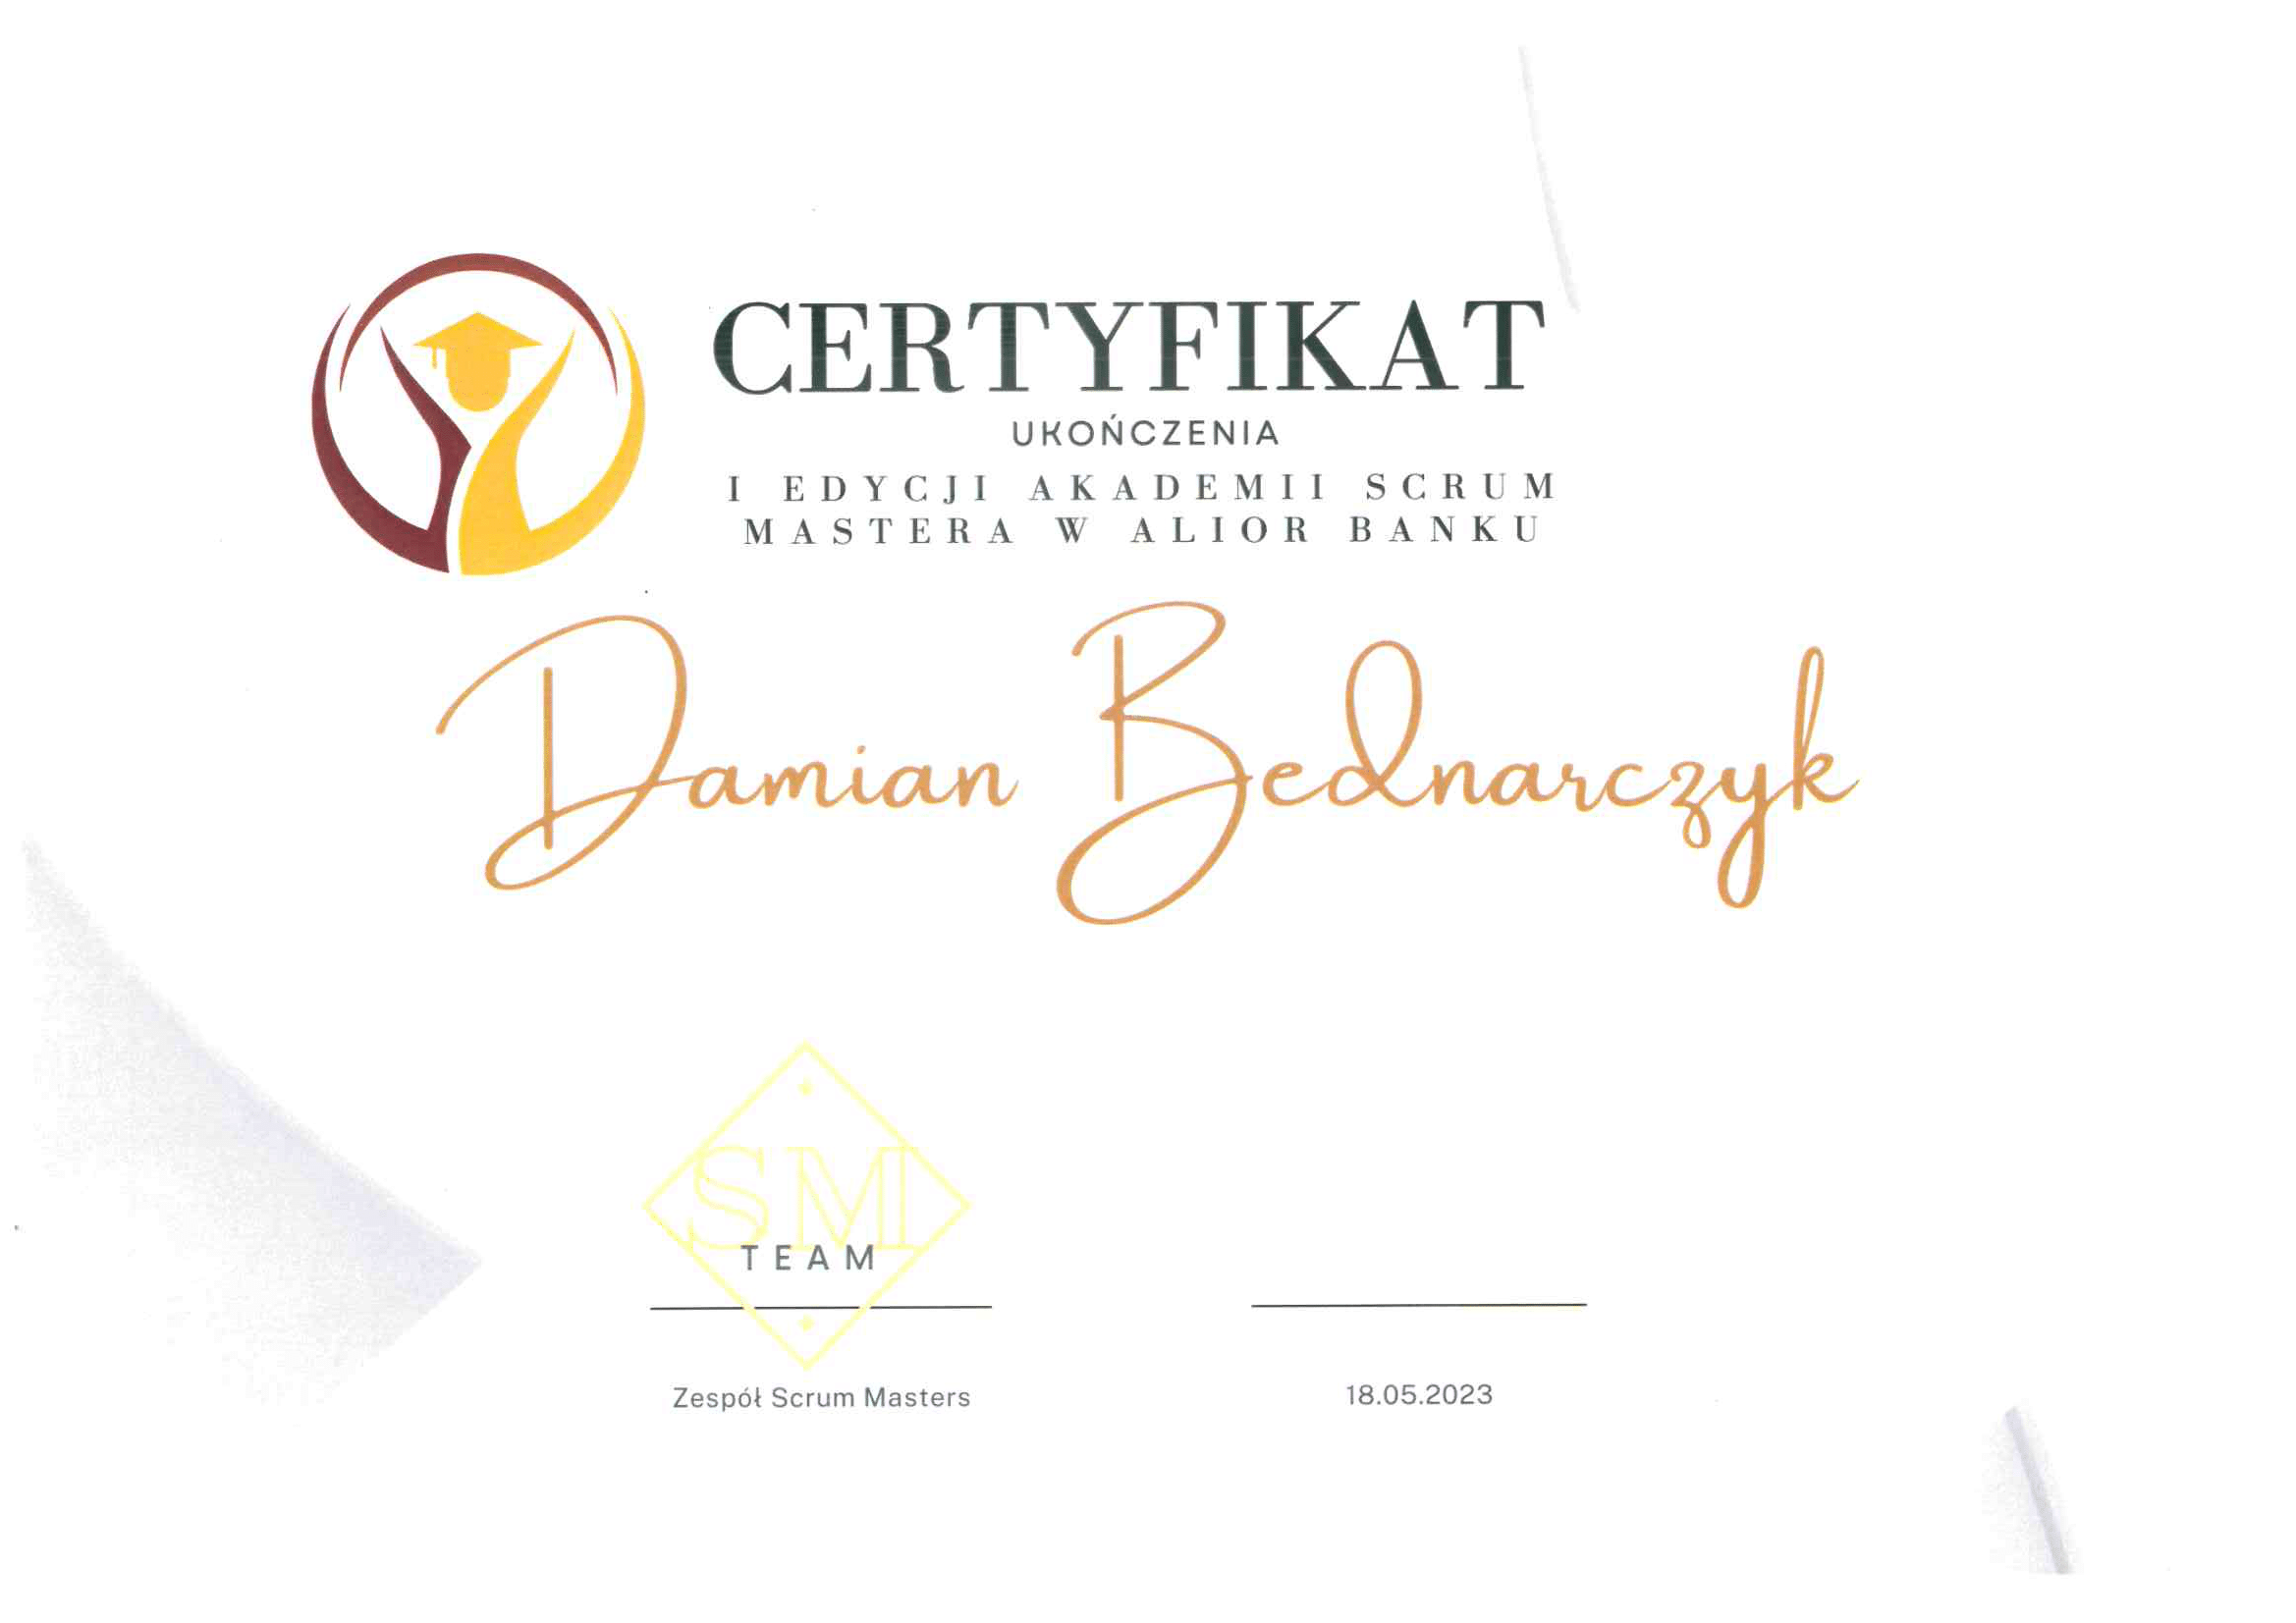 CERTYFIKAT
UKOŃCZENIA
I EDYCJI AKADEMII SCRUM
MASTERA W ALIOR BANKU
Damian Bednarczyk
SM
TEAM
Zespół Scrum Masters
18.05.2023